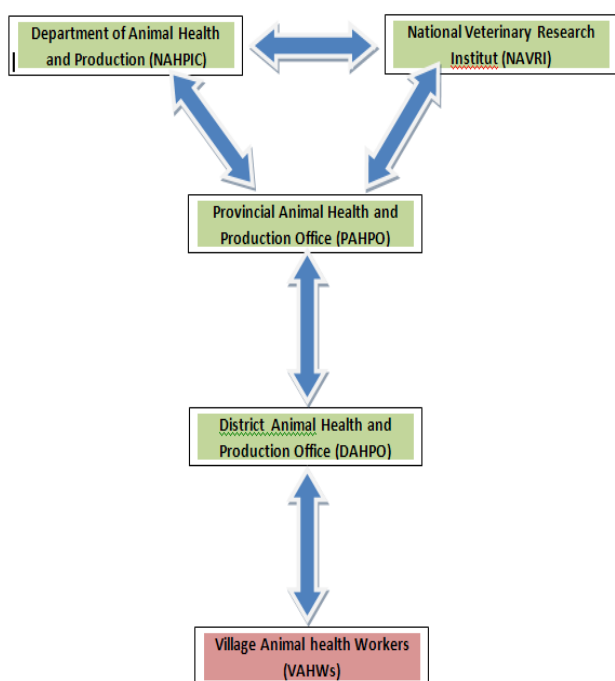 Department of Animal Health
and Production (NAHPIC)
National Veterinary Research
Institut (NAVRI)
Provincial Animal Health and
Production Office (PAHPO)
District Animal Health and
Production Office (DAHPO)
Village Animal health Workers
(VAHWs)